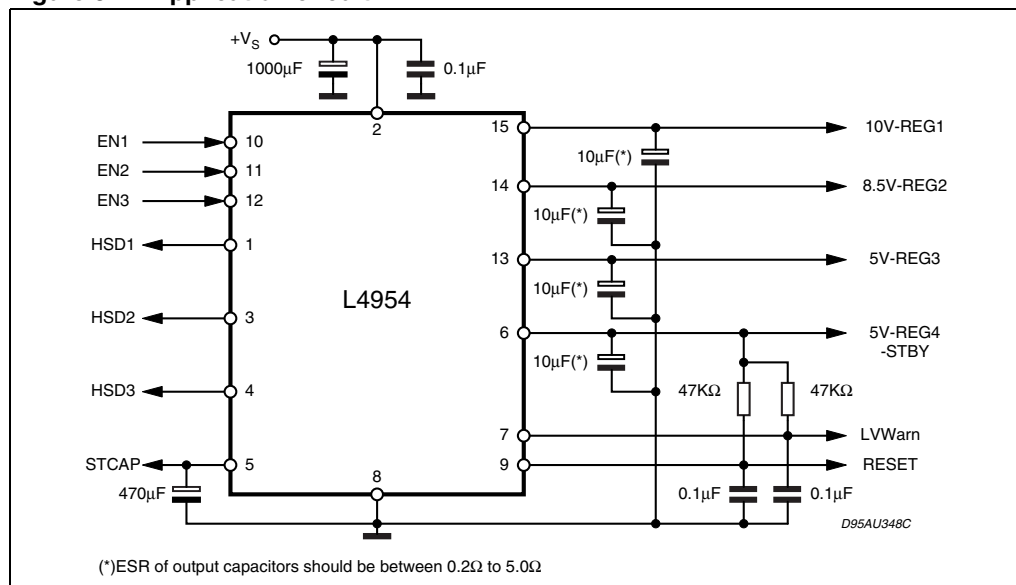 +VS
1000µF
0.1µF
2
15
10V-REG1
EN1
10
10µF(*)
EN2
11
14
8.5V-REG2
EN3
12
10µF(*)
HSD1
1
13
5V-REG3
L4954
10µF(*)
HSD2
3
6
5V-REG4
-STBY
10µF(*)
HSD3
4
47KΩ
47KΩ
7
LVWarn
STCAP
5
9
RESET
470µF
8
0.1µF
0.1µF
D95AU348C
(*)ESR of output capacitors should be between 0.2Ω to 5.0Ω